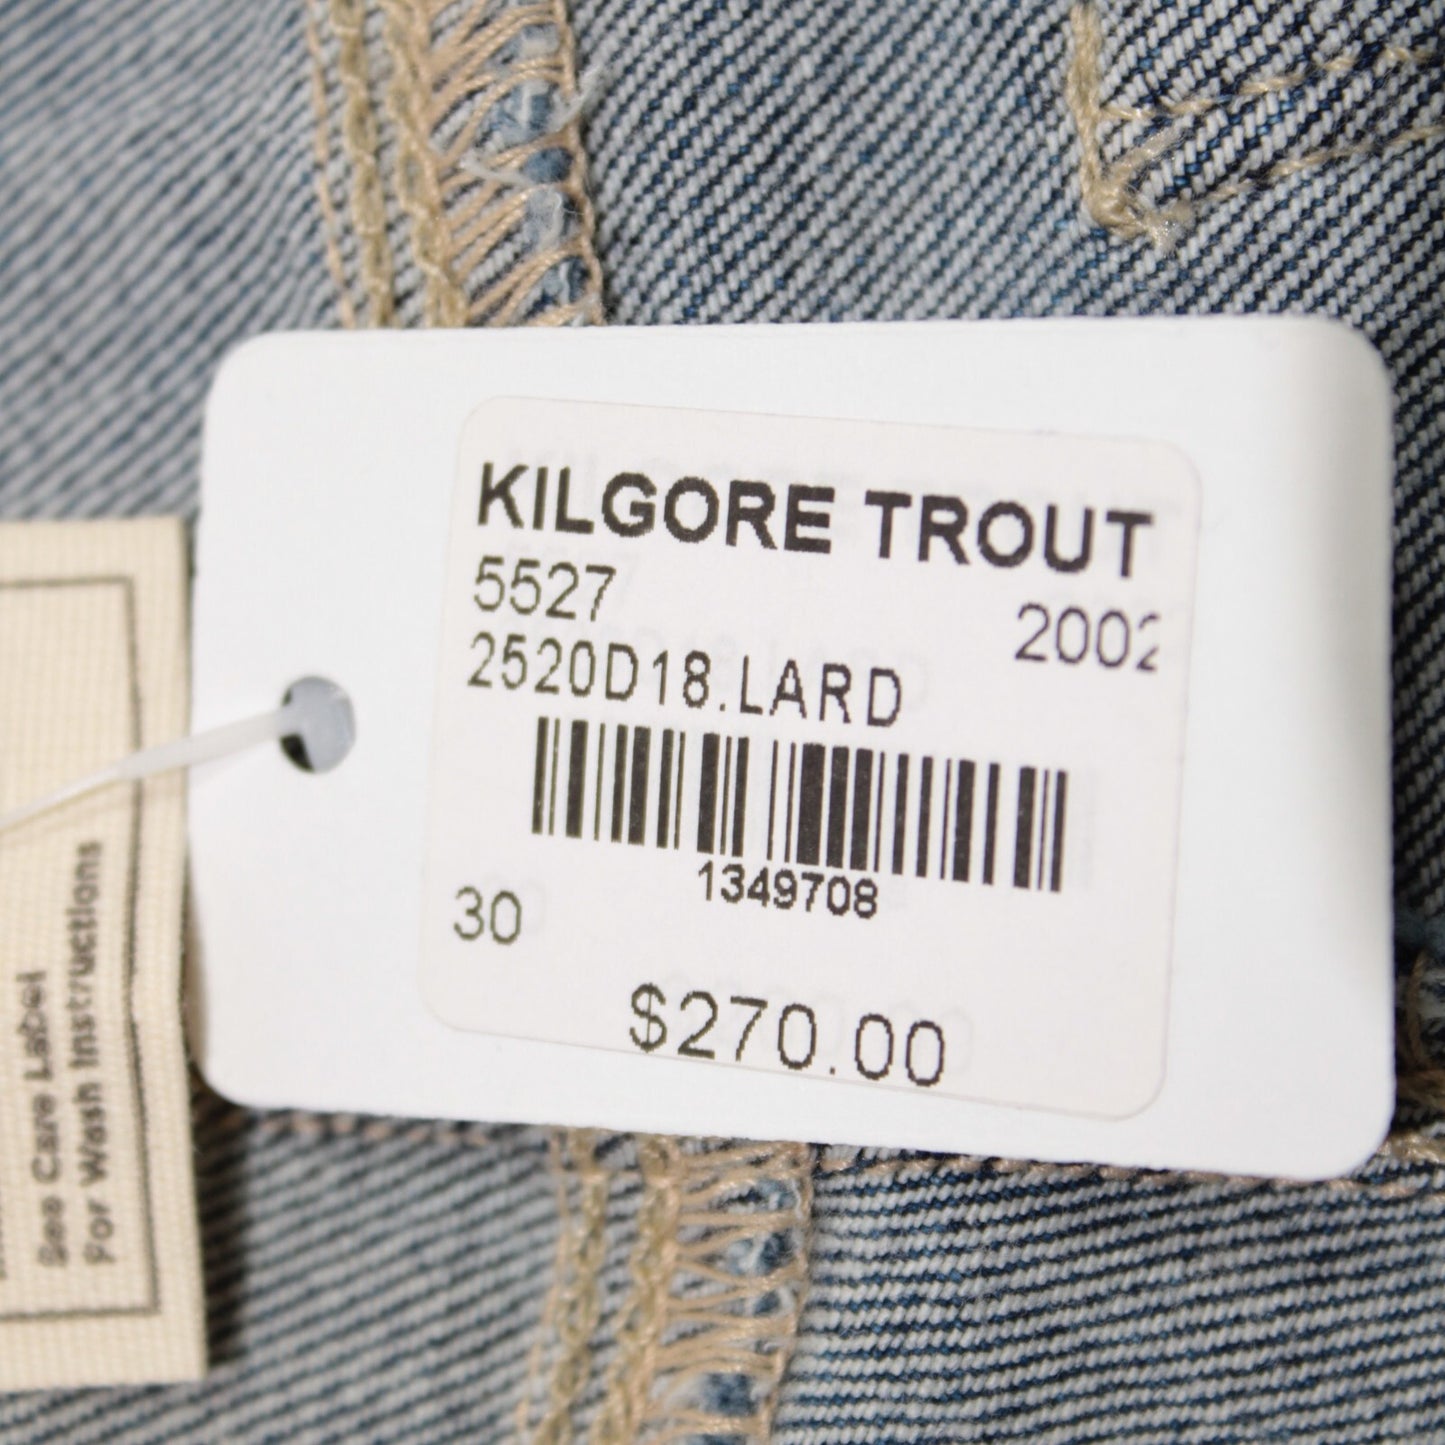 KILGORE TROUT
5527
2002
2520D18.LARD
1349708
30
$270.00
See Care Label
For Wash Instructions